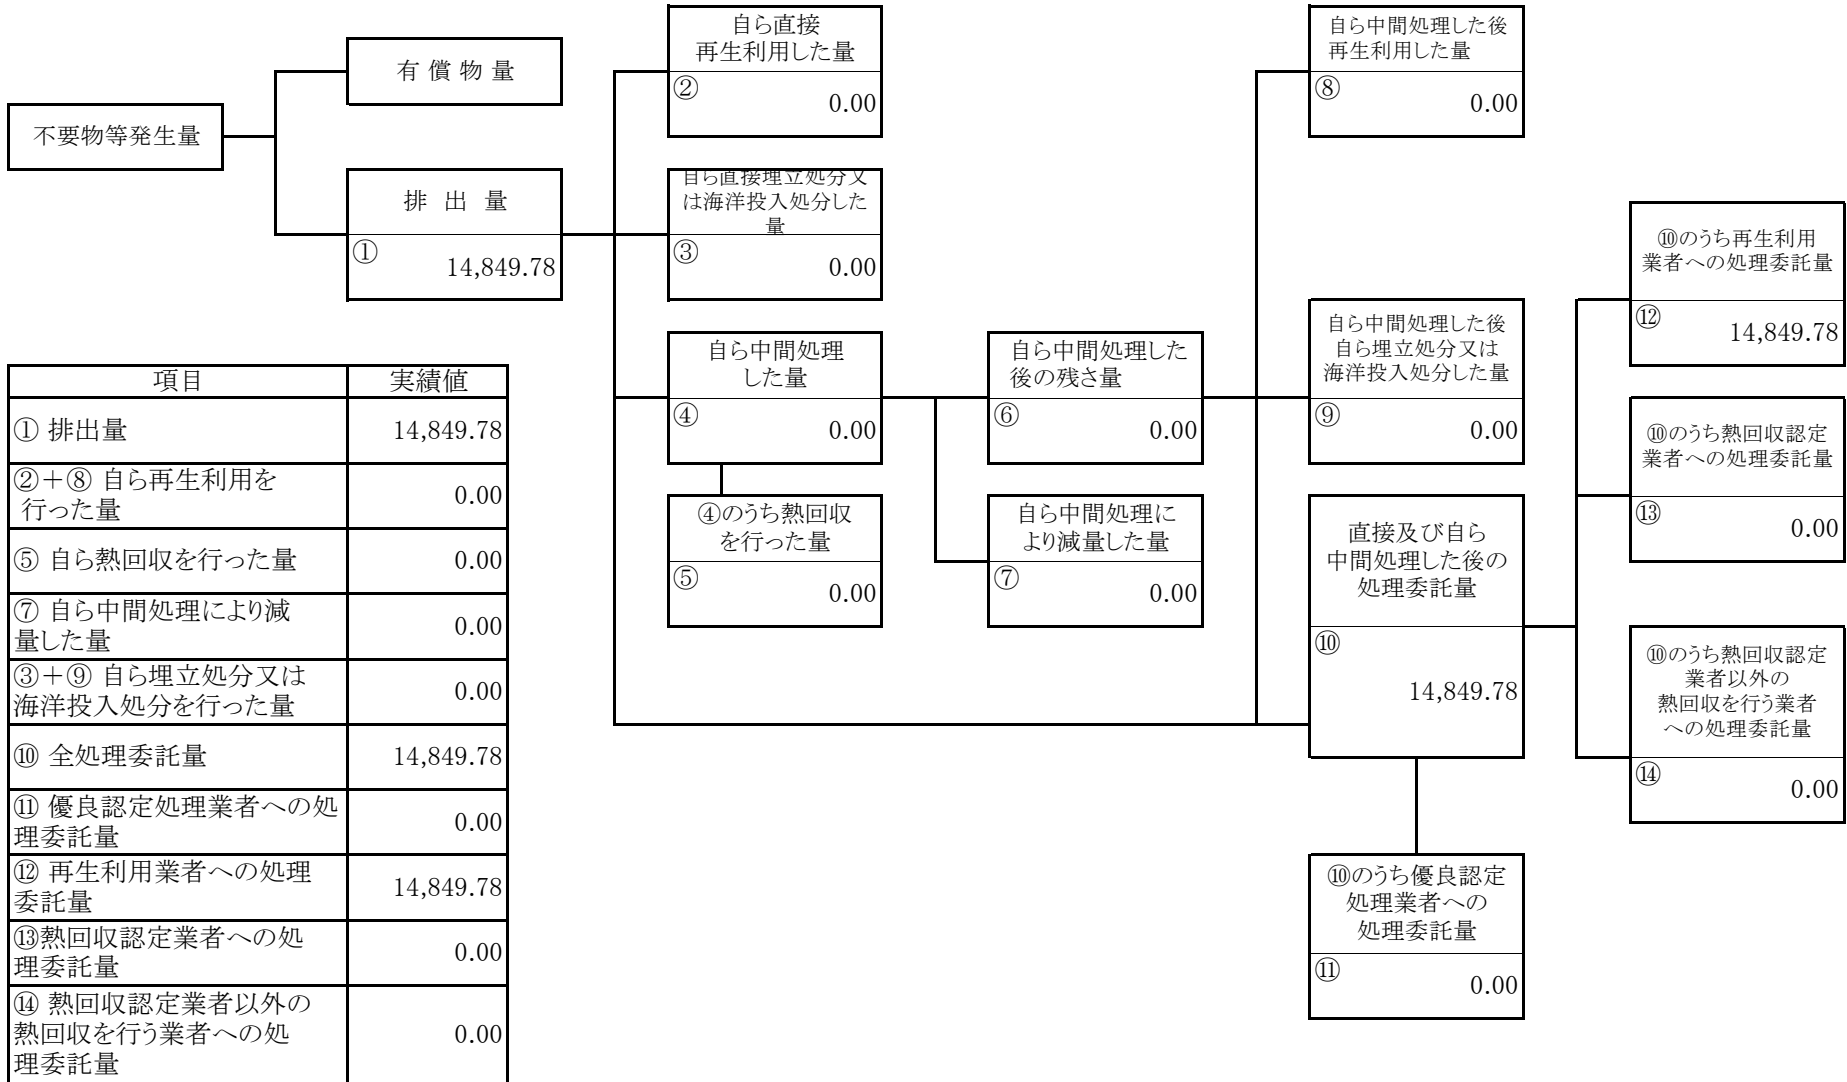 不要物等発生量
有 償 物 量
排 出 量
①
14,849.78
自ら直接
再生利用した量
②
0.00
自ら直接埋立処分又
は海洋投入処分した
量
③
0.00
自ら中間処理
した量
④
0.00
④のうち熱回収
を行った量
⑤
0.00
自ら中間処理した
後の残さ量
⑥
0.00
自ら中間処理に
より減量した量
⑦
0.00
自ら中間処理した後
再生利用した量
⑧
0.00
自ら中間処理した後
自ら埋立処分又は
海洋投入処分した量
⑨
0.00
直接及び自ら
中間処理した後の
処理委託量
⑩
14,849.78
⑩のうち優良認定
処理業者への
処理委託量
⑪
0.00
⑩のうち再生利用
業者への処理委託量
⑫
14,849.78
⑩のうち熱回収認定
業者への処理委託量
⑬
0.00
⑩のうち熱回収認定
業者以外の
熱回収を行う業者
への処理委託量
⑭
0.00
項目 実績値
① 排出量 14,849.78
②＋⑧ 自ら再生利用を
行った量
0.00
⑤ 自ら熱回収を行った量 0.00
⑦ 自ら中間処理により減
量した量
0.00
③＋⑨ 自ら埋立処分又は
海洋投入処分を行った量
0.00
⑩ 全処理委託量 14,849.78
⑪ 優良認定処理業者への処
理委託量
0.00
⑫ 再生利用業者への処理
委託量
14,849.78
⑬熱回収認定業者への処
理委託量
0.00
⑭ 熱回収認定業者以外の
熱回収を行う業者への処
理委託量
0.00